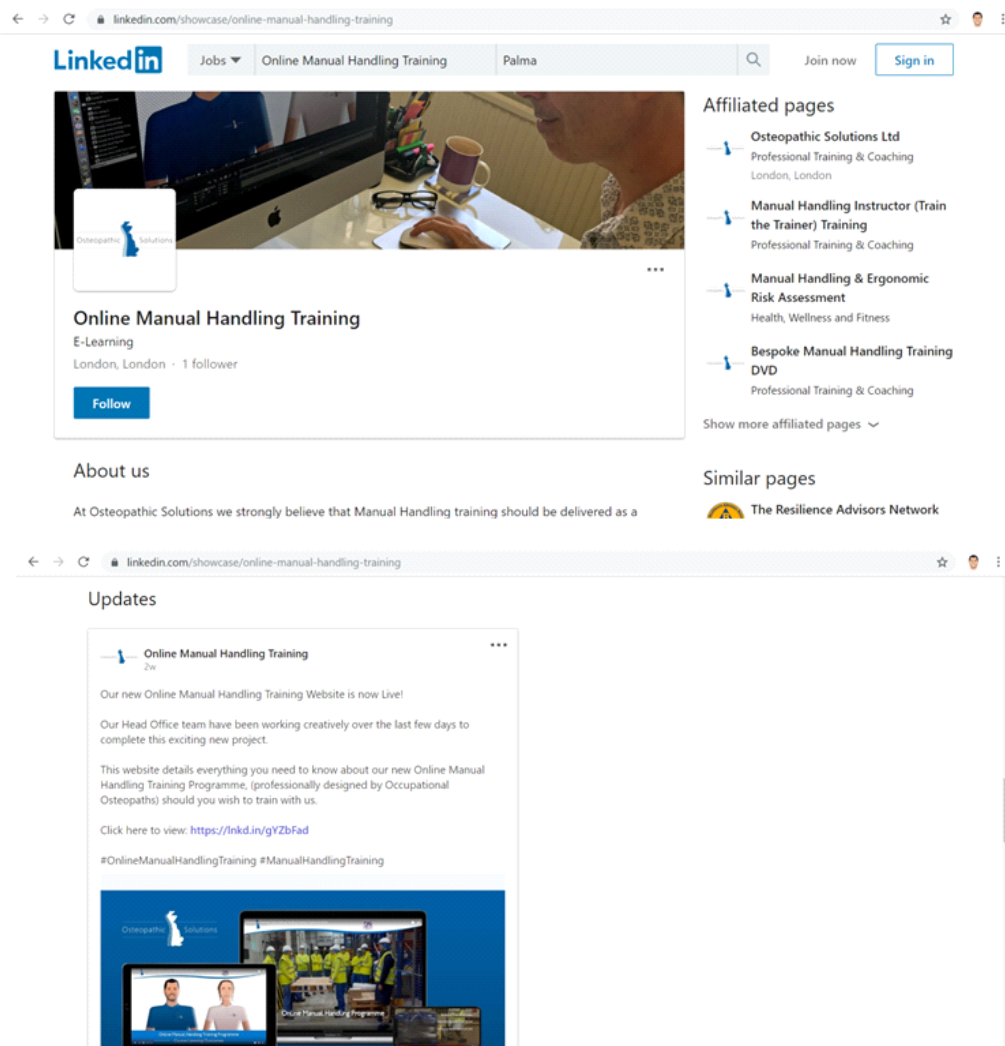 linkedin.com/showcase/online-manual-handling-training
Linked in
Jobs
Online Manual Handling Training
Palma
Join now
Sign in
Osteopathic Solutions
Online Manual Handling Training
E-Learning
London, London · 1 follower
Follow
About us
At Osteopathic Solutions we strongly believe that Manual Handling training should be delivered as a
Affiliated pages
Osteopathic Solutions Ltd
Professional Training & Coaching
London, London
Manual Handling Instructor (Train
the Trainer) Training
Professional Training & Coaching
Manual Handling & Ergonomic
Risk Assessment
Health, Wellness and Fitness
Bespoke Manual Handling Training
DVD
Professional Training & Coaching
Show more affiliated pages
Similar pages
The Resilience Advisors Network
linkedin.com/showcase/online-manual-handling-training
Updates
Online Manual Handling Training
2w
Our new Online Manual Handling Training Website is now Live!
Our Head Office team have been working creatively over the last few days to
complete this exciting new project.
This website details everything you need to know about our new Online Manual
Handling Training Programme, (professionally designed by Occupational
Osteopaths) should you wish to train with us.
Click here to view: https://lnkd.in/gYZbFad
#OnlineManualHandlingTraining #ManualHandlingTraining
Osteopathic Solutions
Online Manual Handling Programme
Online Manual Handling Training Programme